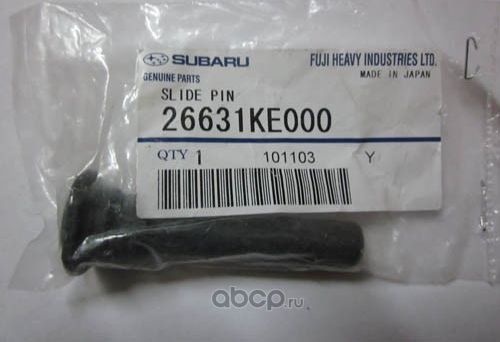 SUBARU FUJI HEAVY INDUSTRIES LTD.
GENUINE PARTS MADE IN JAPAN
SLIDE PIN
26631KE000
QTY 1 101103 Y
abcp.ru